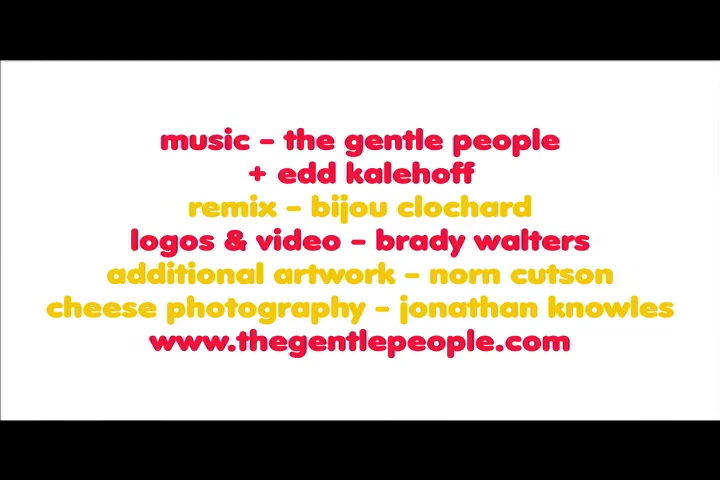 music – the gentle people
+ edd kalehoff
remix – bijou clochard
logos & video – brady walters
additional artwork – norn cutson
cheese photography – jonathan knowles
www.thegentlepeople.com